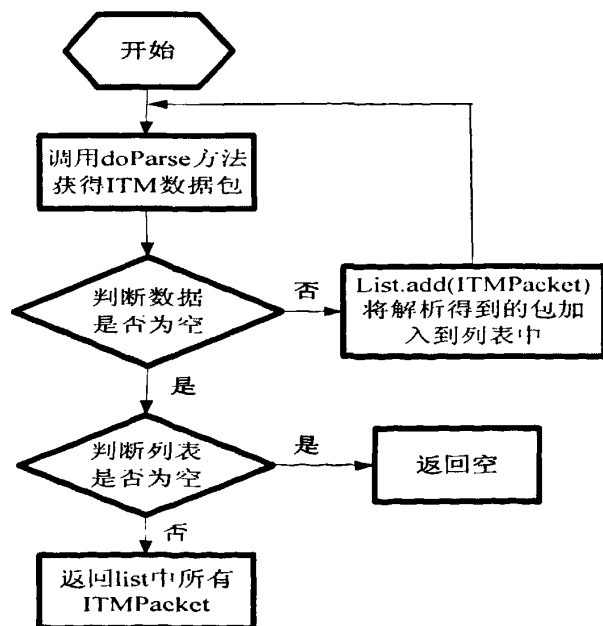 开始
调用doParse方法
获得ITM数据包
判断数据
是否为空
否
List.add(ITMPacket)
将解析得到的包加
入到列表中
是
判断列表
是否为空
是
返回空
否
返回list中所有
ITMPacket